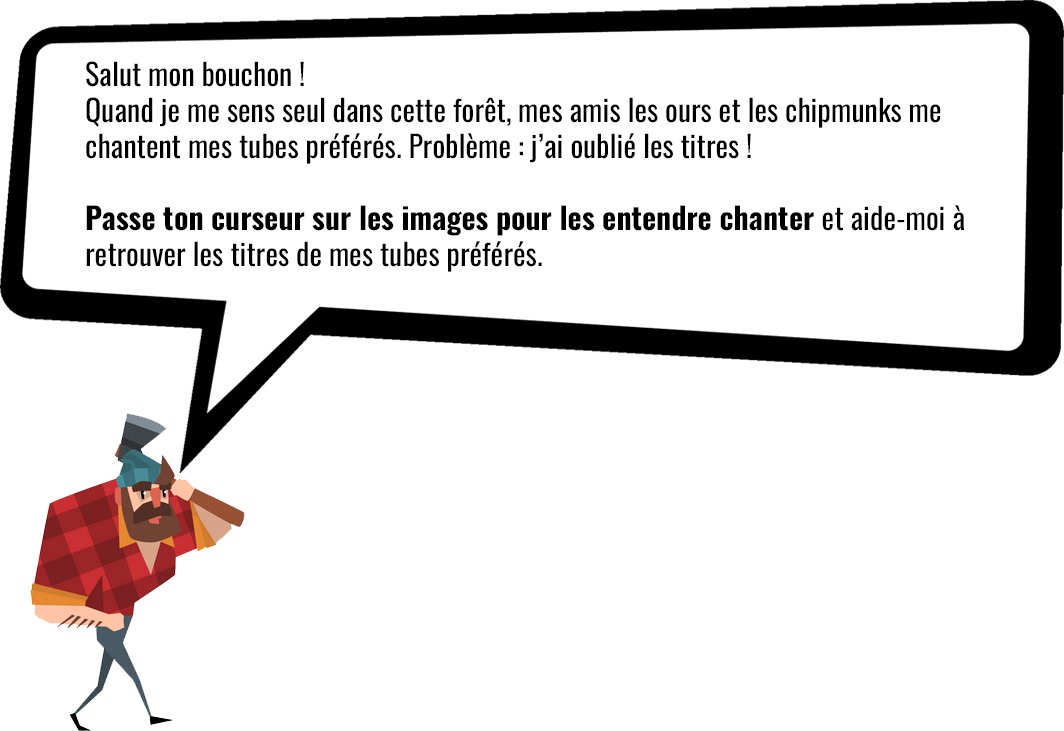 Salut mon bouchon !
Quand je me sens seul dans cette forêt, mes amis les ours et les chipmunks me
chantent mes tubes préférés. Problème : j’ai oublié les titres !
Passe ton curseur sur les images pour les entendre chanter et aide-moi à
retrouver les titres de mes tubes préférés.